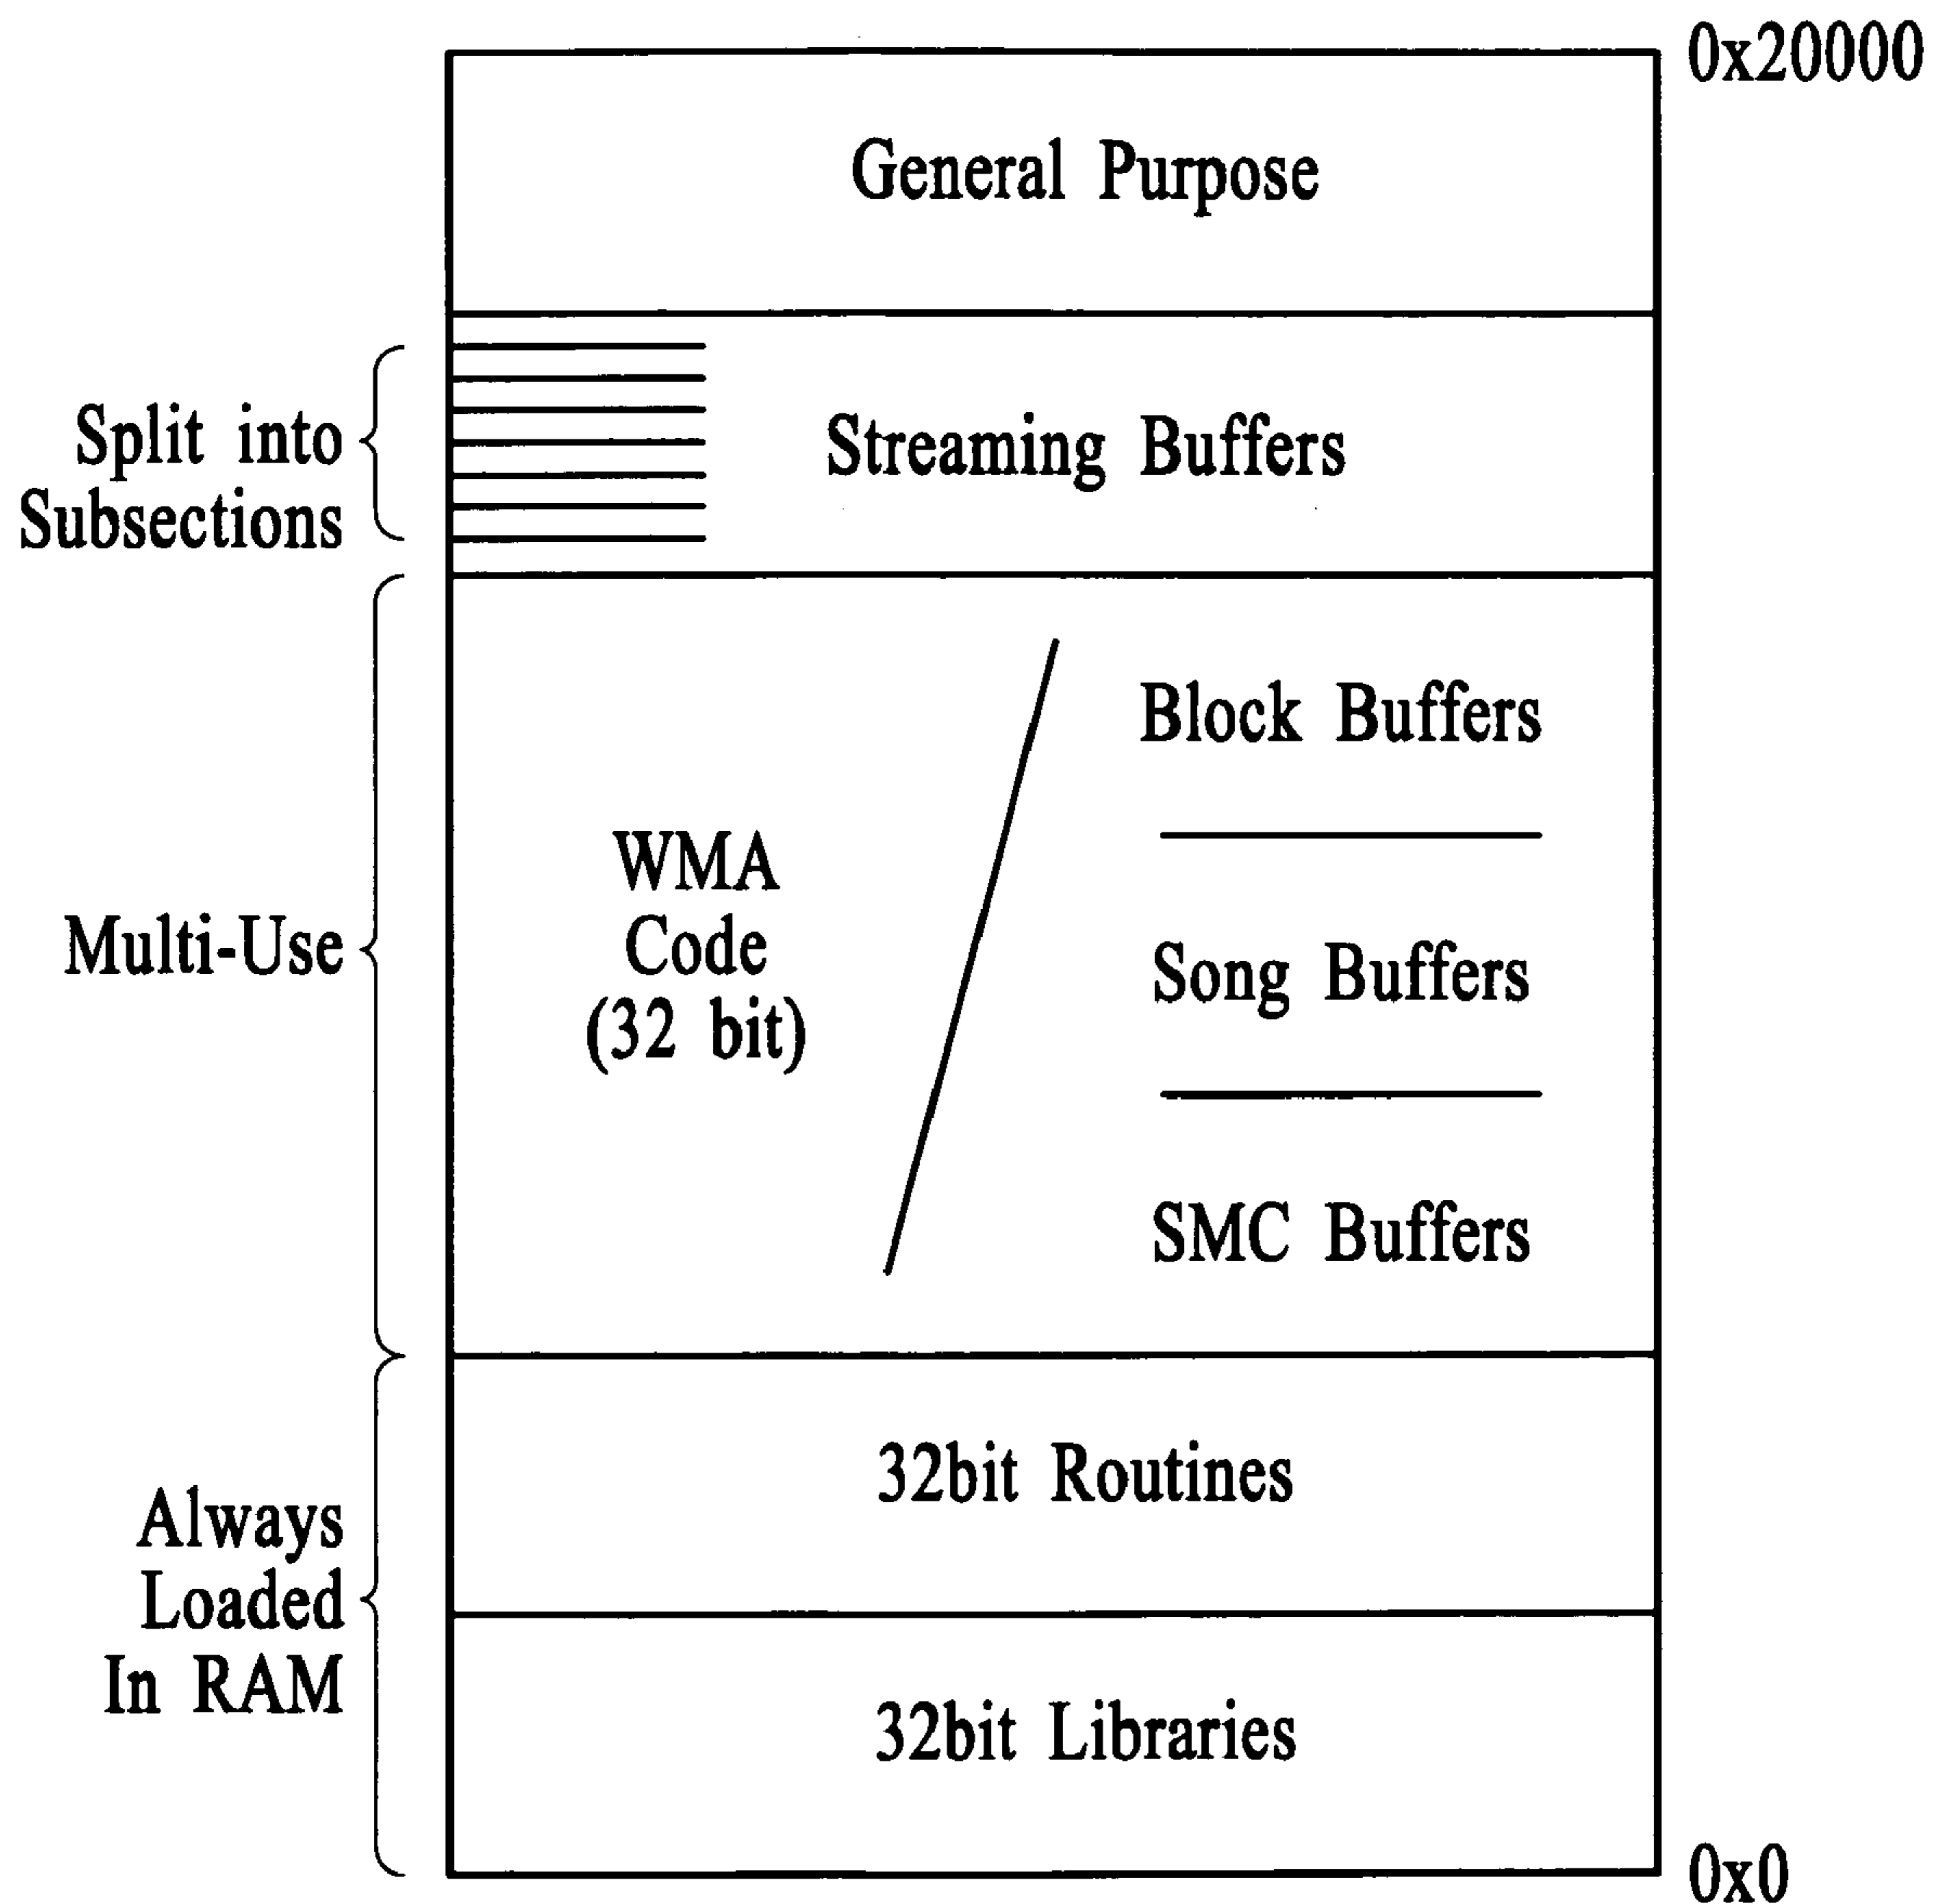 0x20000
General Purpose
Split into
Subsections
Streaming Buffers
Multi-Use
WMA
Code
(32 bit)
Block Buffers
Song Buffers
SMC Buffers
Always
Loaded
In RAM
32bit Routines
32bit Libraries
0x0